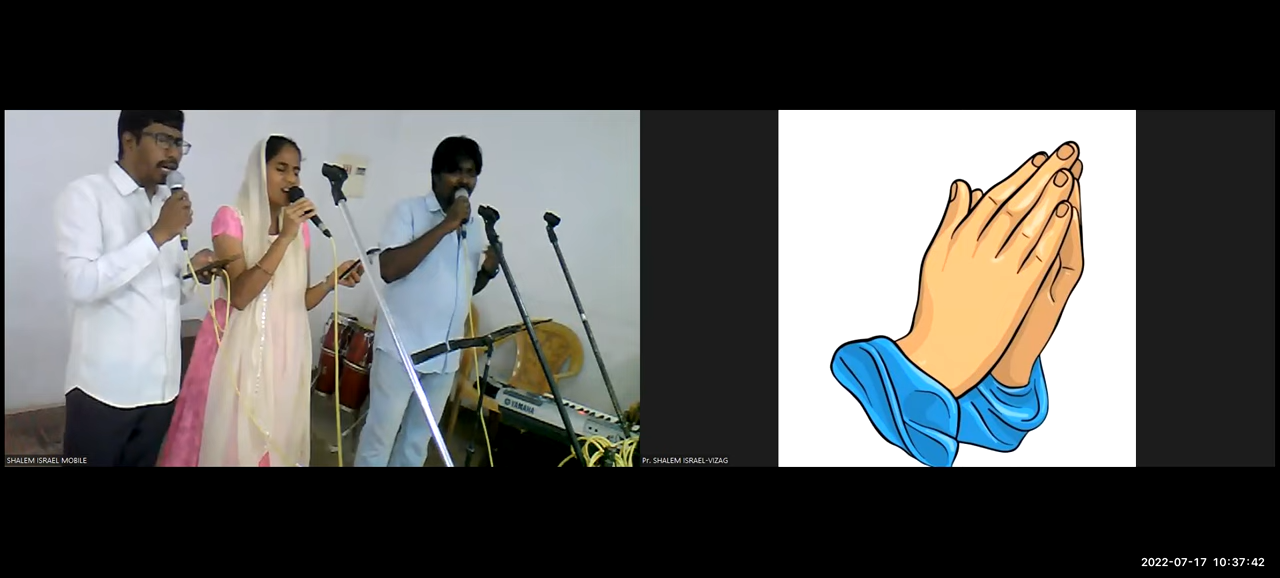 YAMAHA
SHALEM ISRAEL MOBILE
Pr. SHALEM ISRAEL-VIZAG
2022-07-17 10:37:42